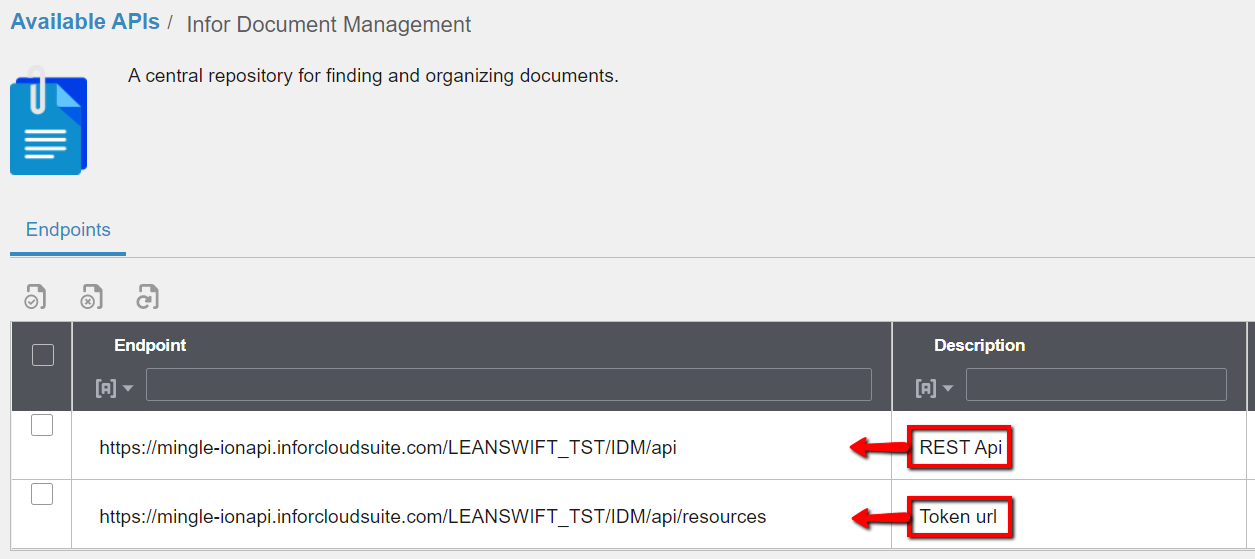 Available APIs / Infor Document Management
A central repository for finding and organizing documents.
Endpoints
Endpoint Description
[A] [A]
https://mingle-ionapi.inforcloudsuite.com/LEANSWIFT_TST/IDM/api REST Api
https://mingle-ionapi.inforcloudsuite.com/LEANSWIFT_TST/IDM/api/resources Token url